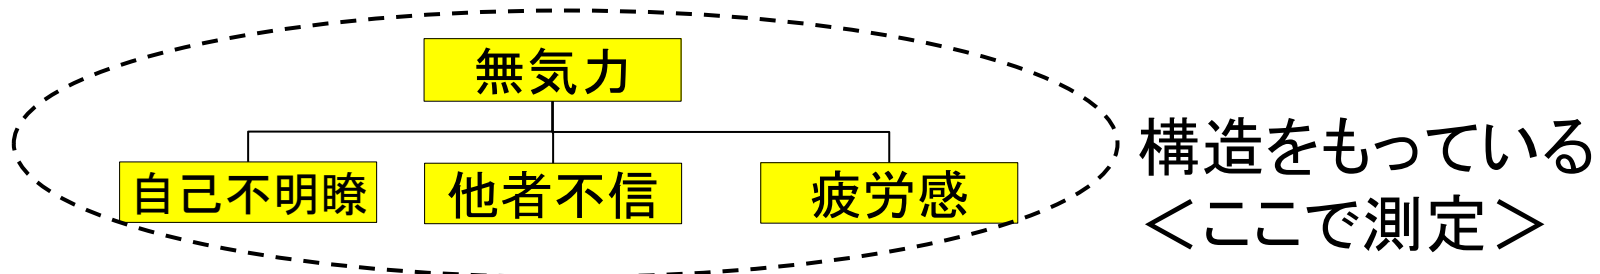 無気力
自己不明瞭
他者不信
疲労感
構造をもっている
＜ここで測定＞